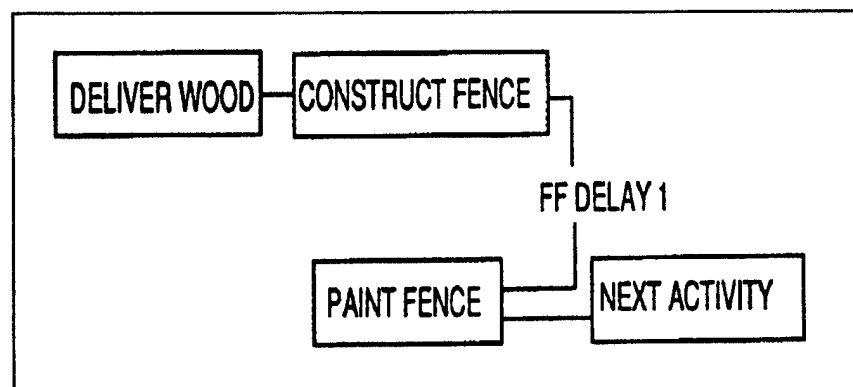 DELIVER WOOD
CONSTRUCT FENCE
FF DELAY 1
PAINT FENCE
NEXT ACTIVITY